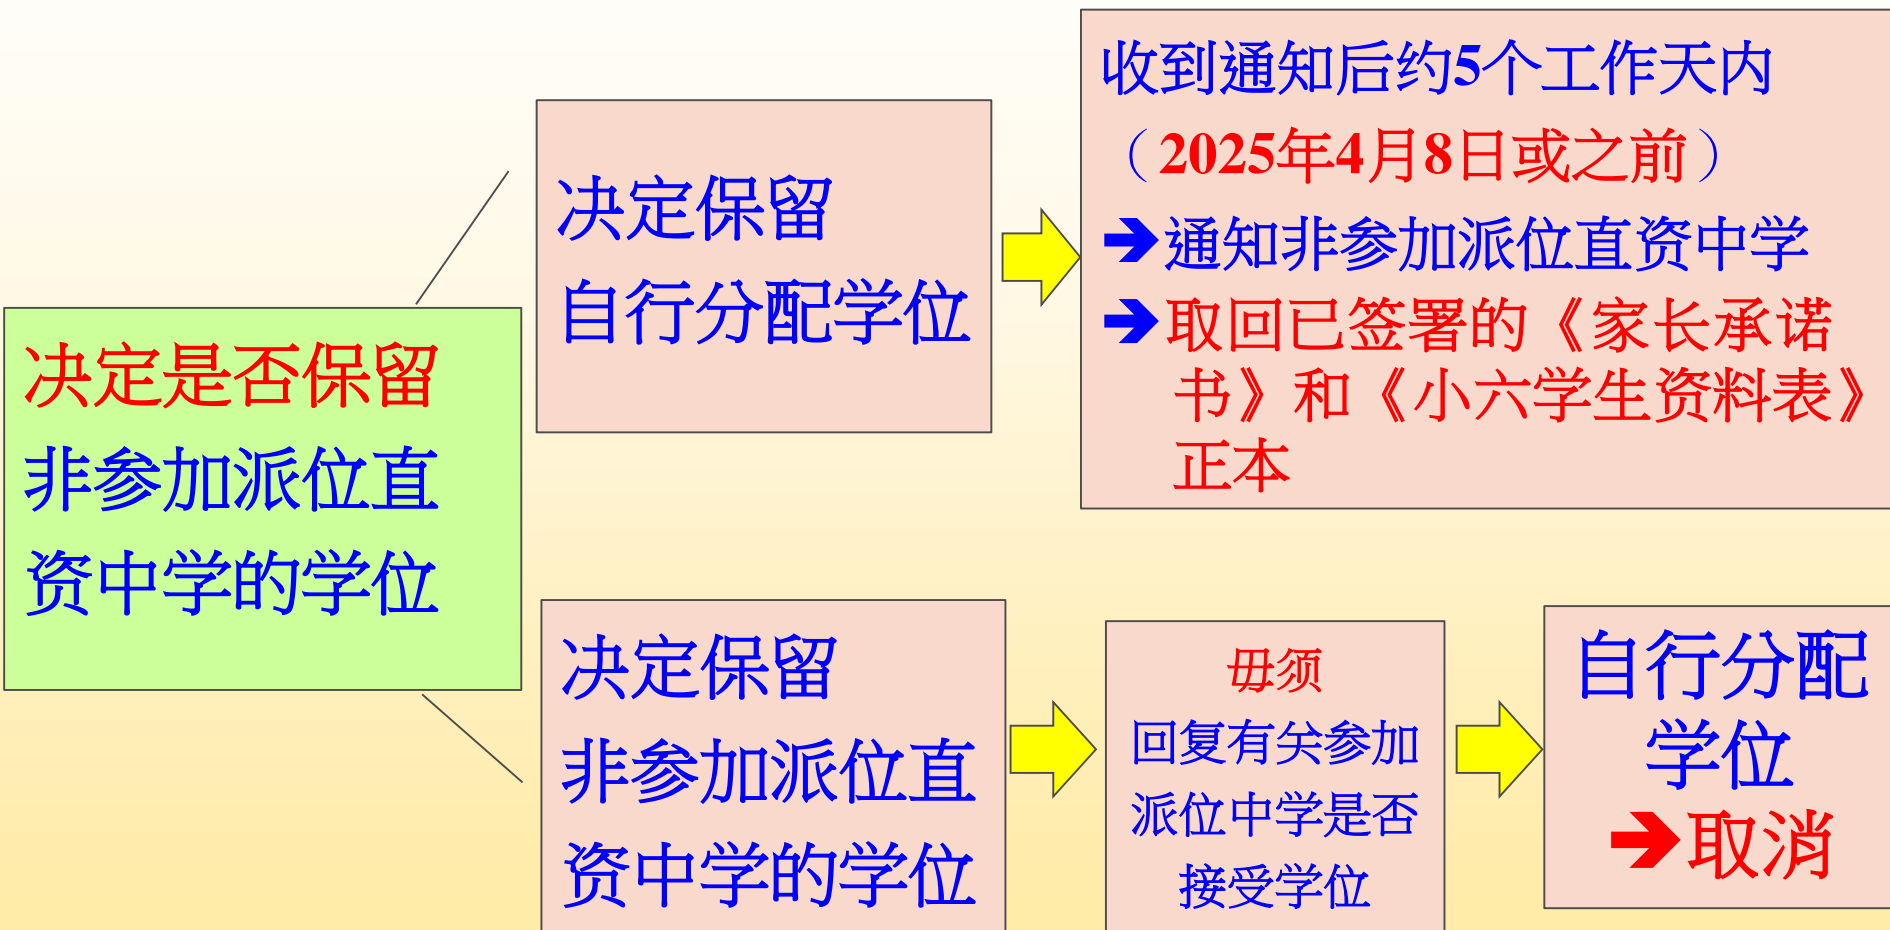 决定是否保留
非参加派位直
资中学的学位
决定保留
自行分配学位
收到通知后约5个工作天内
（2025年4月8日或之前）
➔通知非参加派位直资中学
➔取回已签署的《家长承诺
书》和《小六学生资料表》
正本
决定保留
非参加派位直
资中学的学位
毋须
回复有关参加
派位中学是否
接受学位
自行分配
学位
➔取消